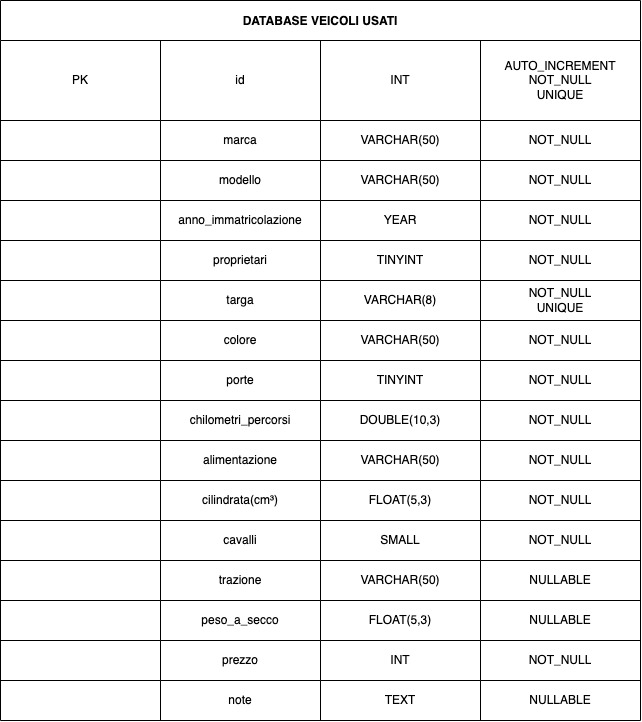 DATABASE VEICOLI USATI
PK id INT AUTO_INCREMENT
NOT_NULL
UNIQUE
marca VARCHAR(50) NOT_NULL
modello VARCHAR(50) NOT_NULL
anno_immatricolazione YEAR NOT_NULL
proprietari TINYINT NOT_NULL
targa VARCHAR(8) NOT_NULL
UNIQUE
colore VARCHAR(50) NOT_NULL
porte TINYINT NOT_NULL
chilometri_percorsi DOUBLE(10,3) NOT_NULL
alimentazione VARCHAR(50) NOT_NULL
cilindrata(cm³) FLOAT(5,3) NOT_NULL
cavalli SMALL NOT_NULL
trazione VARCHAR(50) NULLABLE
peso_a_secco FLOAT(5,3) NULLABLE
prezzo INT NOT_NULL
note TEXT NULLABLE